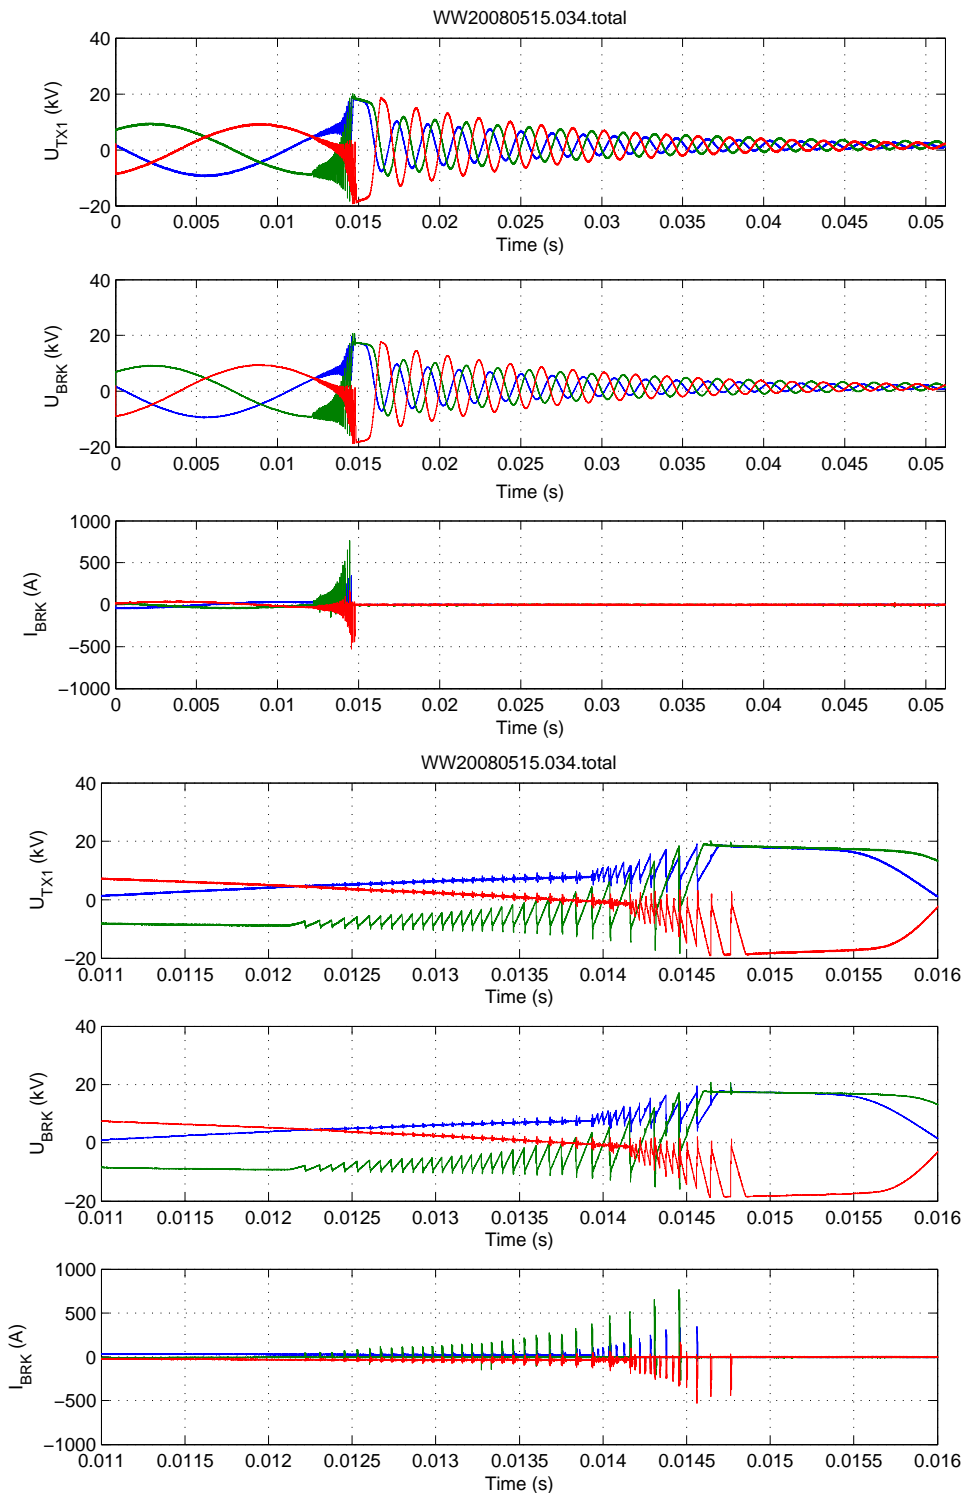 WW20080515.034.total
40
20
0
−20
U_TX1 (kV)
0 0.005 0.01 0.015 0.02 0.025 0.03 0.035 0.04 0.045 0.05
Time (s)
40
20
0
−20
U_BRK (kV)
0 0.005 0.01 0.015 0.02 0.025 0.03 0.035 0.04 0.045 0.05
Time (s)
1000
500
0
−500
−1000
I_BRK (A)
0 0.005 0.01 0.015 0.02 0.025 0.03 0.035 0.04 0.045 0.05
Time (s)
WW20080515.034.total
40
20
0
−20
U_TX1 (kV)
0.011 0.0115 0.012 0.0125 0.013 0.0135 0.014 0.0145 0.015 0.0155 0.016
Time (s)
40
20
0
−20
U_BRK (kV)
0.011 0.0115 0.012 0.0125 0.013 0.0135 0.014 0.0145 0.015 0.0155 0.016
Time (s)
1000
500
0
−500
−1000
I_BRK (A)
0.011 0.0115 0.012 0.0125 0.013 0.0135 0.014 0.0145 0.015 0.0155 0.016
Time (s)